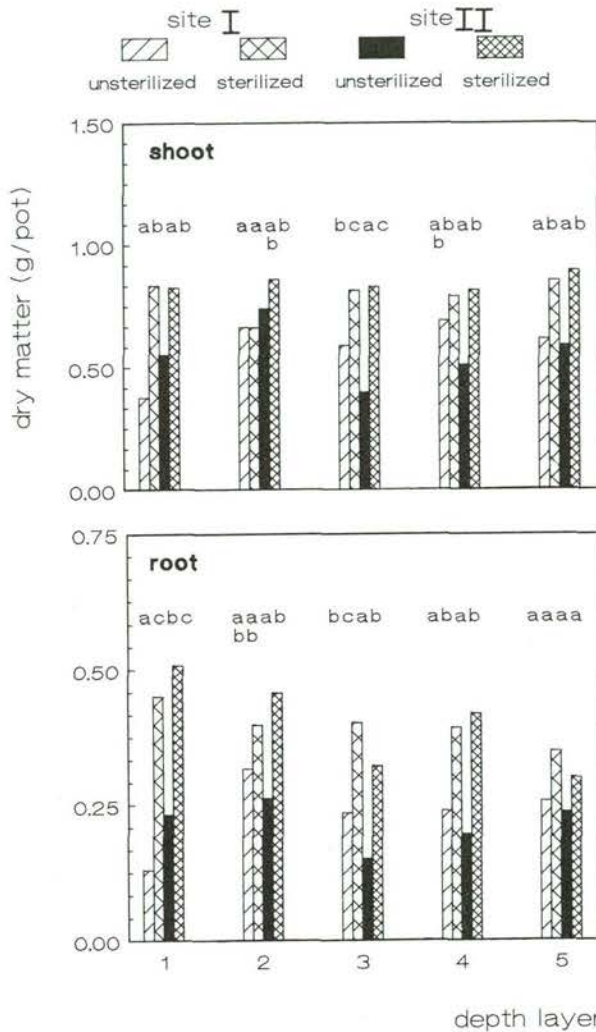 site I site II
unsterilized sterilized unsterilized sterilized
1.50
shoot
abab aaab bcac abab abab
b b
1.00
0.50
0.00
dry matter (g/pot)
0.75
root
acbc aaab bcab abab aaaa
bb
0.50
0.25
0.00
1 2 3 4 5
depth layer